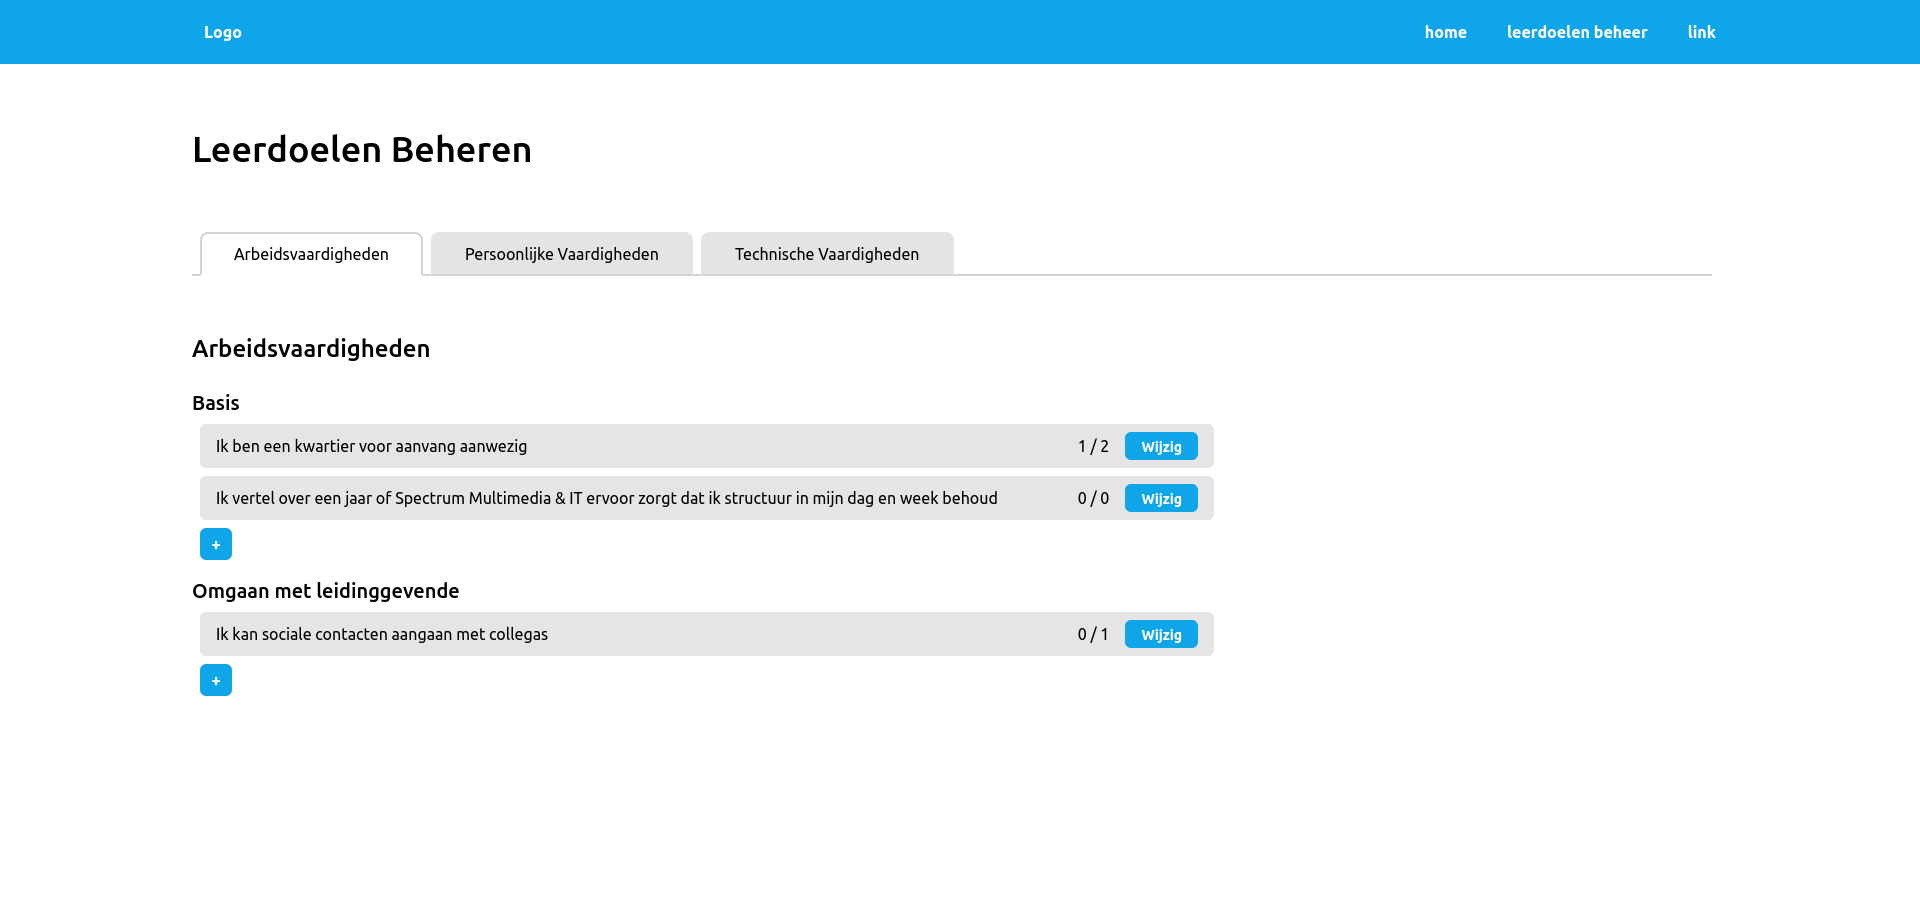 Logo home leerdoelen beheer link
Leerdoelen Beheren
Arbeidsvaardigheden Persoonlijke Vaardigheden Technische Vaardigheden
Arbeidsvaardigheden
Basis
Ik ben een kwartier voor aanvang aanwezig 1 / 2 Wijzig
Ik vertel over een jaar of Spectrum Multimedia & IT ervoor zorgt dat ik structuur in mijn dag en week behoud 0 / 0 Wijzig
+
Omgaan met leidinggevende
Ik kan sociale contacten aangaan met collegas 0 / 1 Wijzig
+